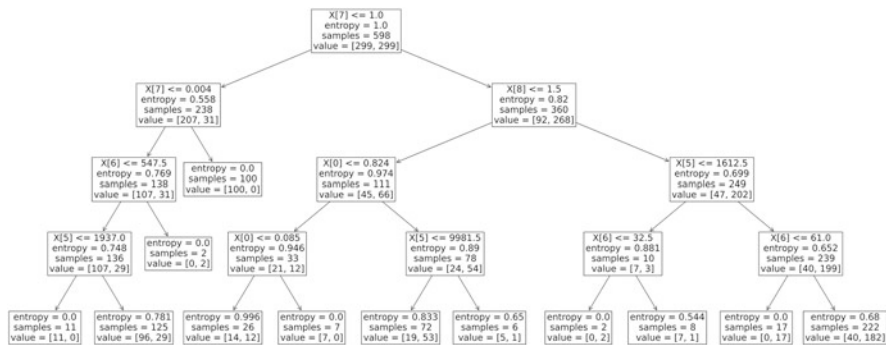 X[7] <= 1.0
entropy = 1.0
samples = 598
value = [299, 299]
X[7] <= 0.004
entropy = 0.558
samples = 238
value = [207, 31]
X[8] <= 1.5
entropy = 0.82
samples = 360
value = [92, 268]
X[6] <= 547.5
entropy = 0.769
samples = 138
value = [107, 31]
entropy = 0.0
samples = 100
value = [100, 0]
X[0] <= 0.824
entropy = 0.974
samples = 111
value = [45, 66]
X[5] <= 1612.5
entropy = 0.699
samples = 249
value = [47, 202]
X[5] <= 1937.0
entropy = 0.748
samples = 136
value = [107, 29]
entropy = 0.0
samples = 2
value = [0, 2]
X[0] <= 0.085
entropy = 0.946
samples = 33
value = [21, 12]
X[5] <= 9981.5
entropy = 0.89
samples = 78
value = [24, 54]
X[6] <= 32.5
entropy = 0.881
samples = 10
value = [7, 3]
X[6] <= 61.0
entropy = 0.652
samples = 239
value = [40, 199]
entropy = 0.0
samples = 11
value = [11, 0]
entropy = 0.781
samples = 125
value = [96, 29]
entropy = 0.996
samples = 26
value = [14, 12]
entropy = 0.0
samples = 7
value = [7, 0]
entropy = 0.833
samples = 72
value = [19, 53]
entropy = 0.65
samples = 6
value = [5, 1]
entropy = 0.0
samples = 2
value = [0, 2]
entropy = 0.544
samples = 8
value = [7, 1]
entropy = 0.0
samples = 17
value = [0, 17]
entropy = 0.68
samples = 222
value = [40, 182]